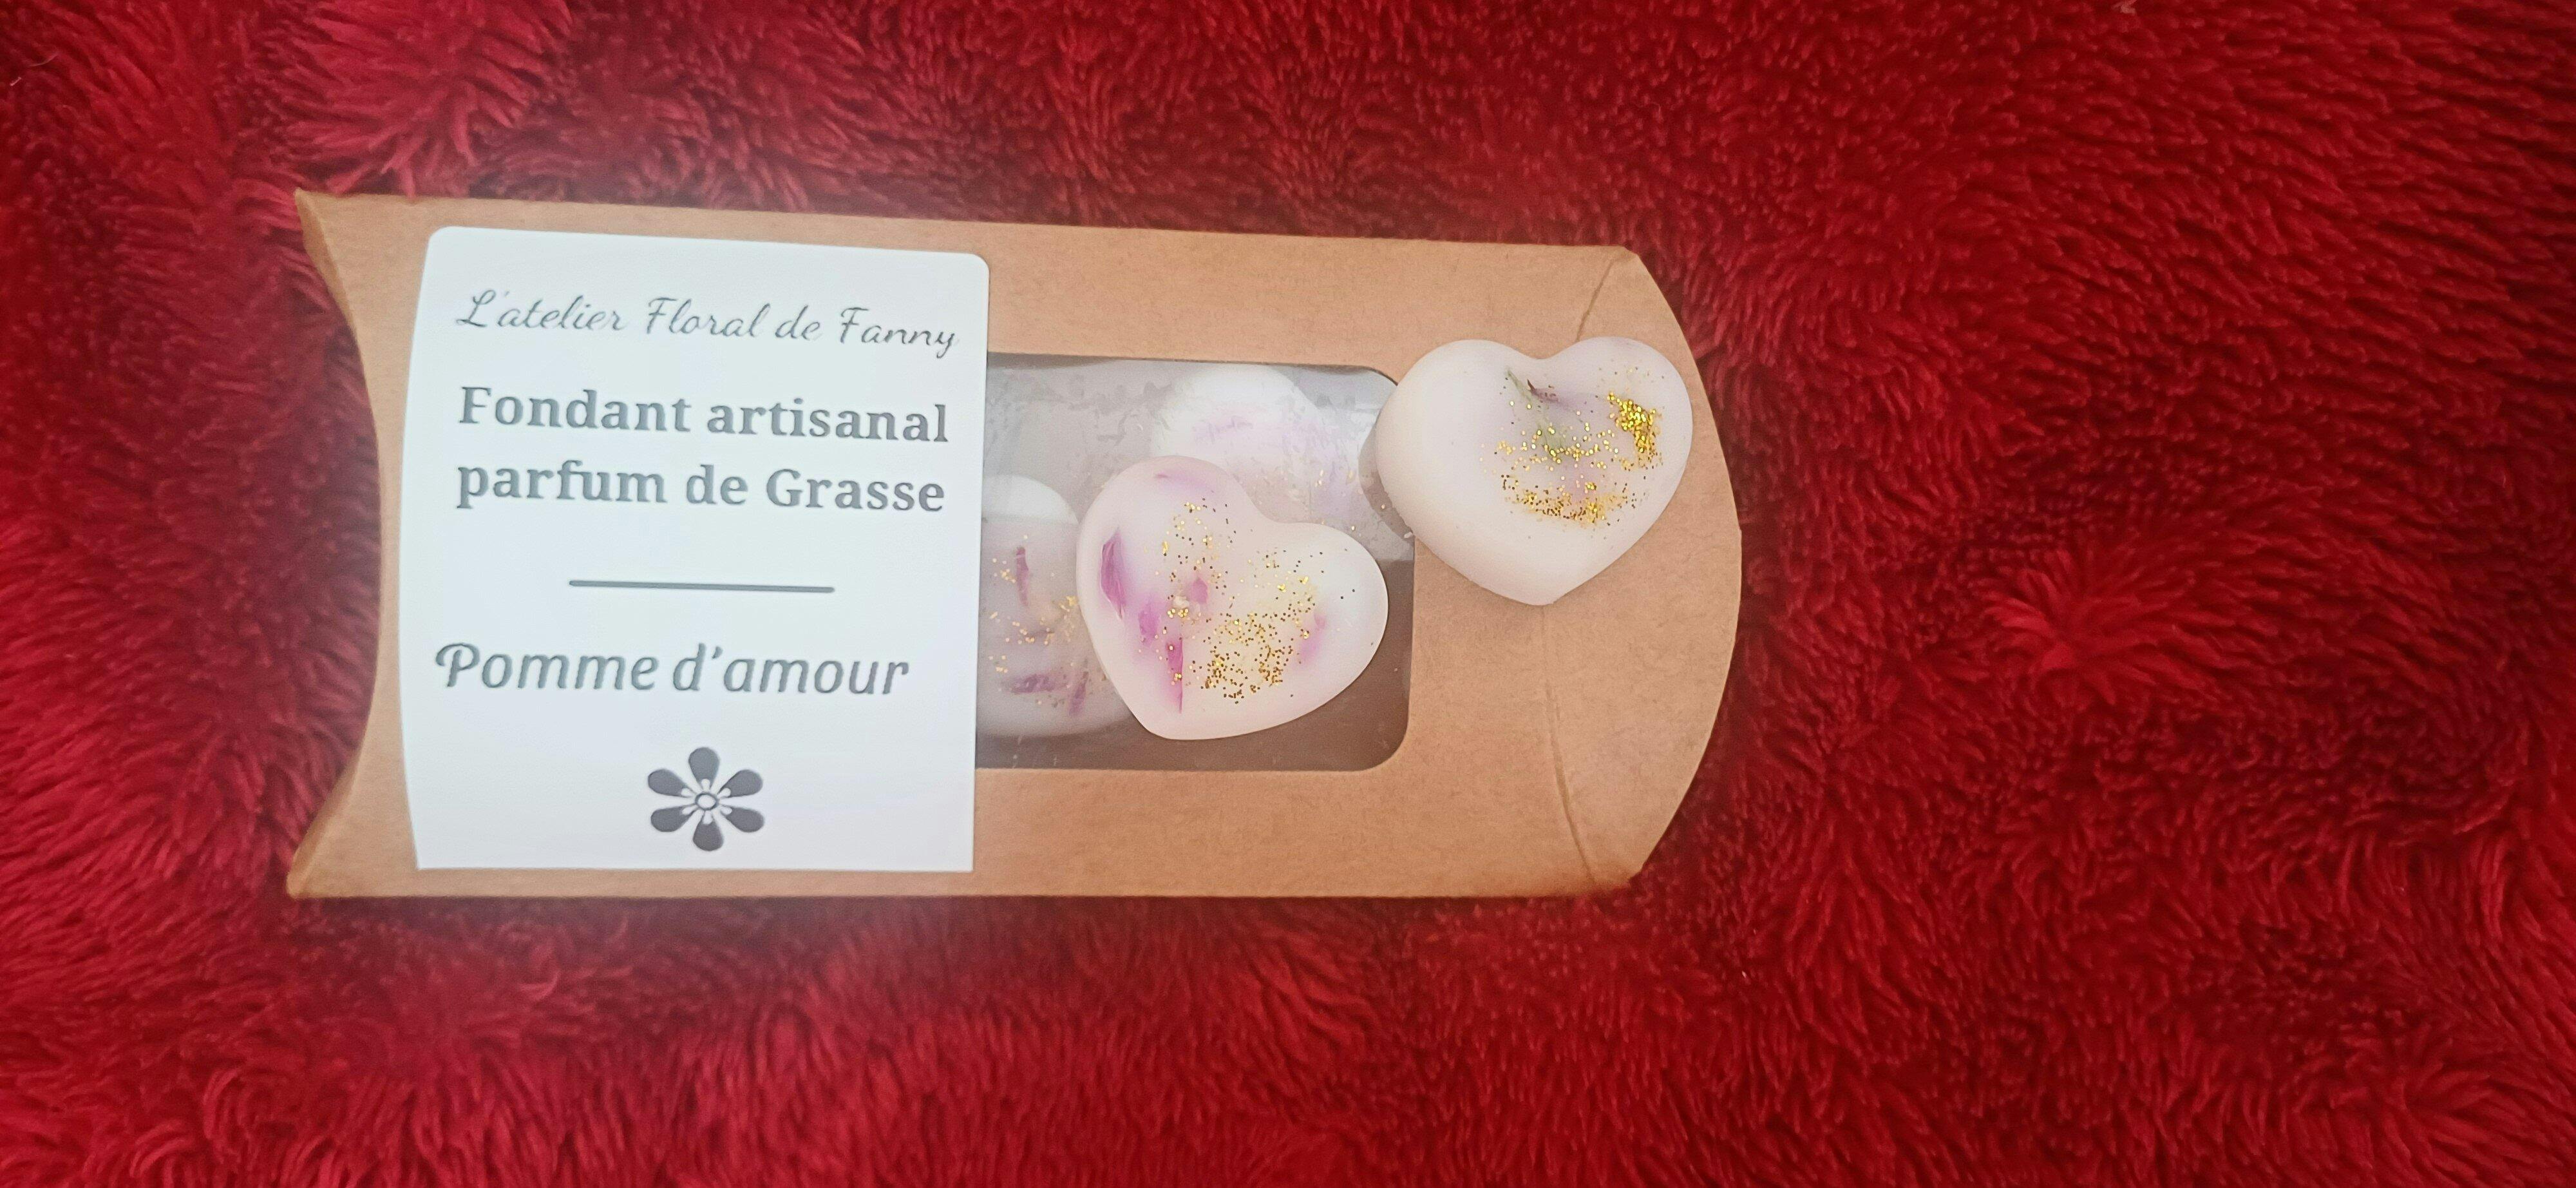 L'atelier Floral de Fanny
Fondant artisanal
parfum de Grasse
Pomme d'amour